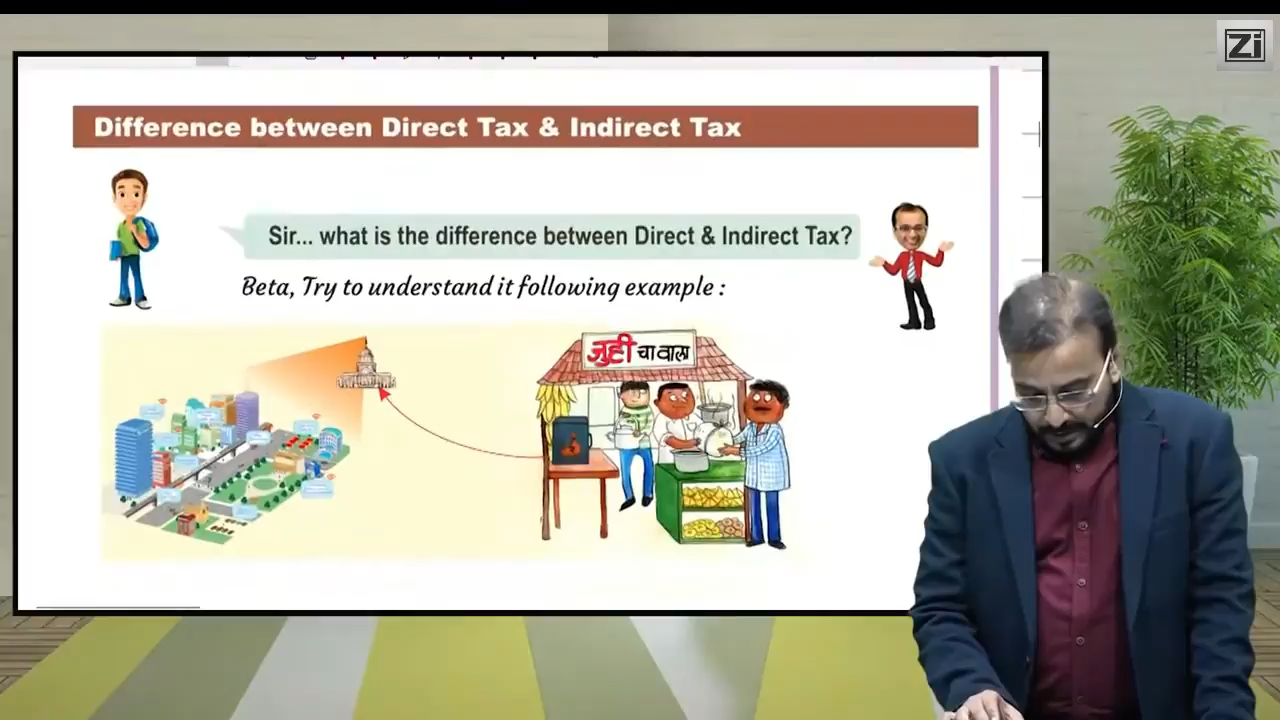 Zi
Difference between Direct Tax & Indirect Tax
Sir... what is the difference between Direct & Indirect Tax?
Beta, Try to understand it following example :
जुही चा वाला